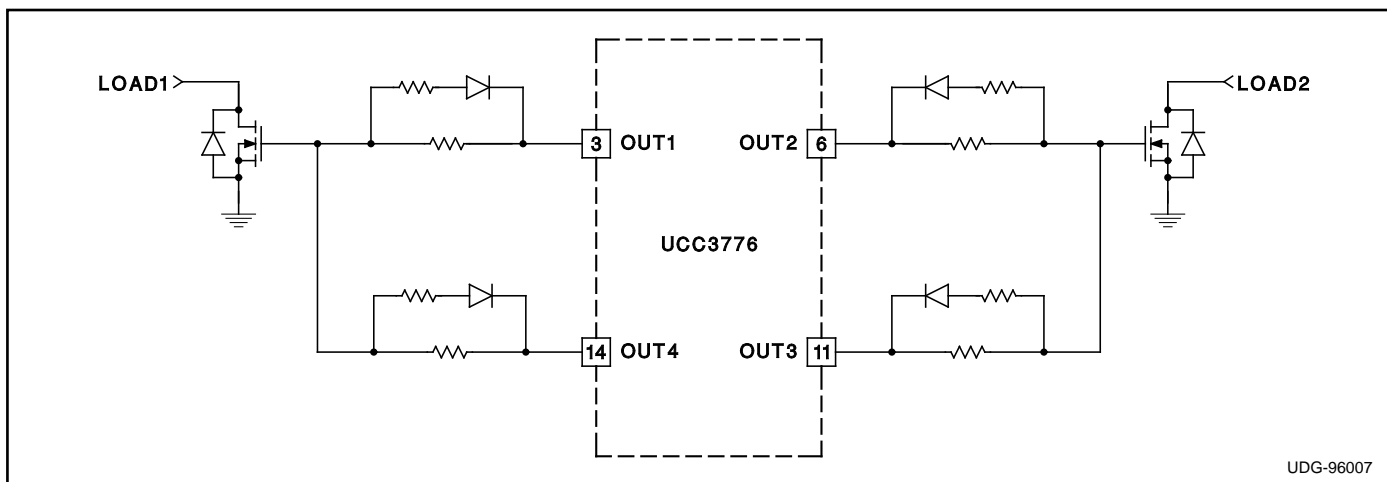 LOAD1
LOAD2
3 OUT1
OUT2 6
UCC3776
14 OUT4
OUT3 11
UDG-96007